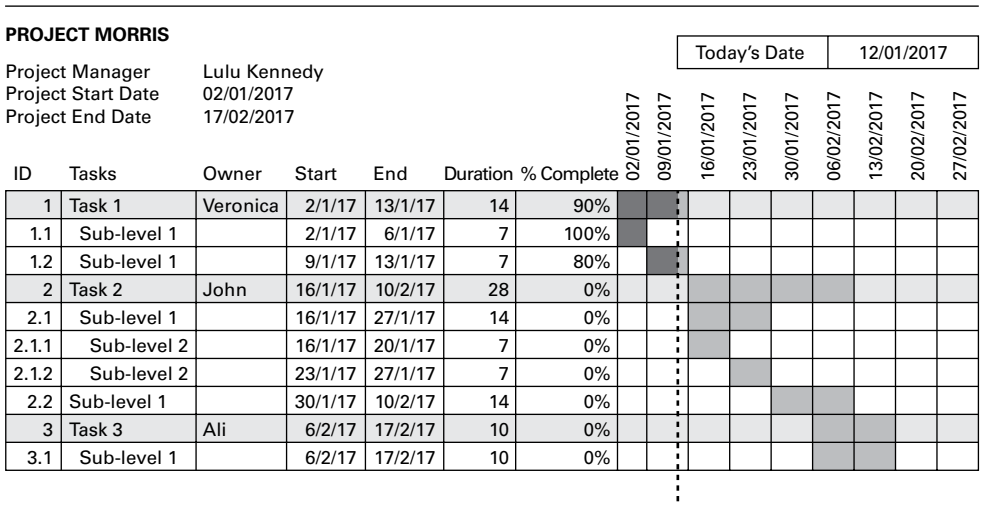 PROJECT MORRIS
Today's Date 12/01/2017
Project Manager Lulu Kennedy
Project Start Date 02/01/2017
Project End Date 17/02/2017
ID Tasks Owner Start End Duration % Complete 02/01/2017 09/01/2017 16/01/2017 23/01/2017 30/01/2017 06/02/2017 13/02/2017 20/02/2017 27/02/2017
1 Task 1 Veronica 2/1/17 13/1/17 14 90%
1.1 Sub-level 1 2/1/17 6/1/17 7 100%
1.2 Sub-level 1 9/1/17 13/1/17 7 80%
2 Task 2 John 16/1/17 10/2/17 28 0%
2.1 Sub-level 1 16/1/17 27/1/17 14 0%
2.1.1 Sub-level 2 16/1/17 20/1/17 7 0%
2.1.2 Sub-level 2 23/1/17 27/1/17 7 0%
2.2 Sub-level 1 30/1/17 10/2/17 14 0%
3 Task 3 Ali 6/2/17 17/2/17 10 0%
3.1 Sub-level 1 6/2/17 17/2/17 10 0%